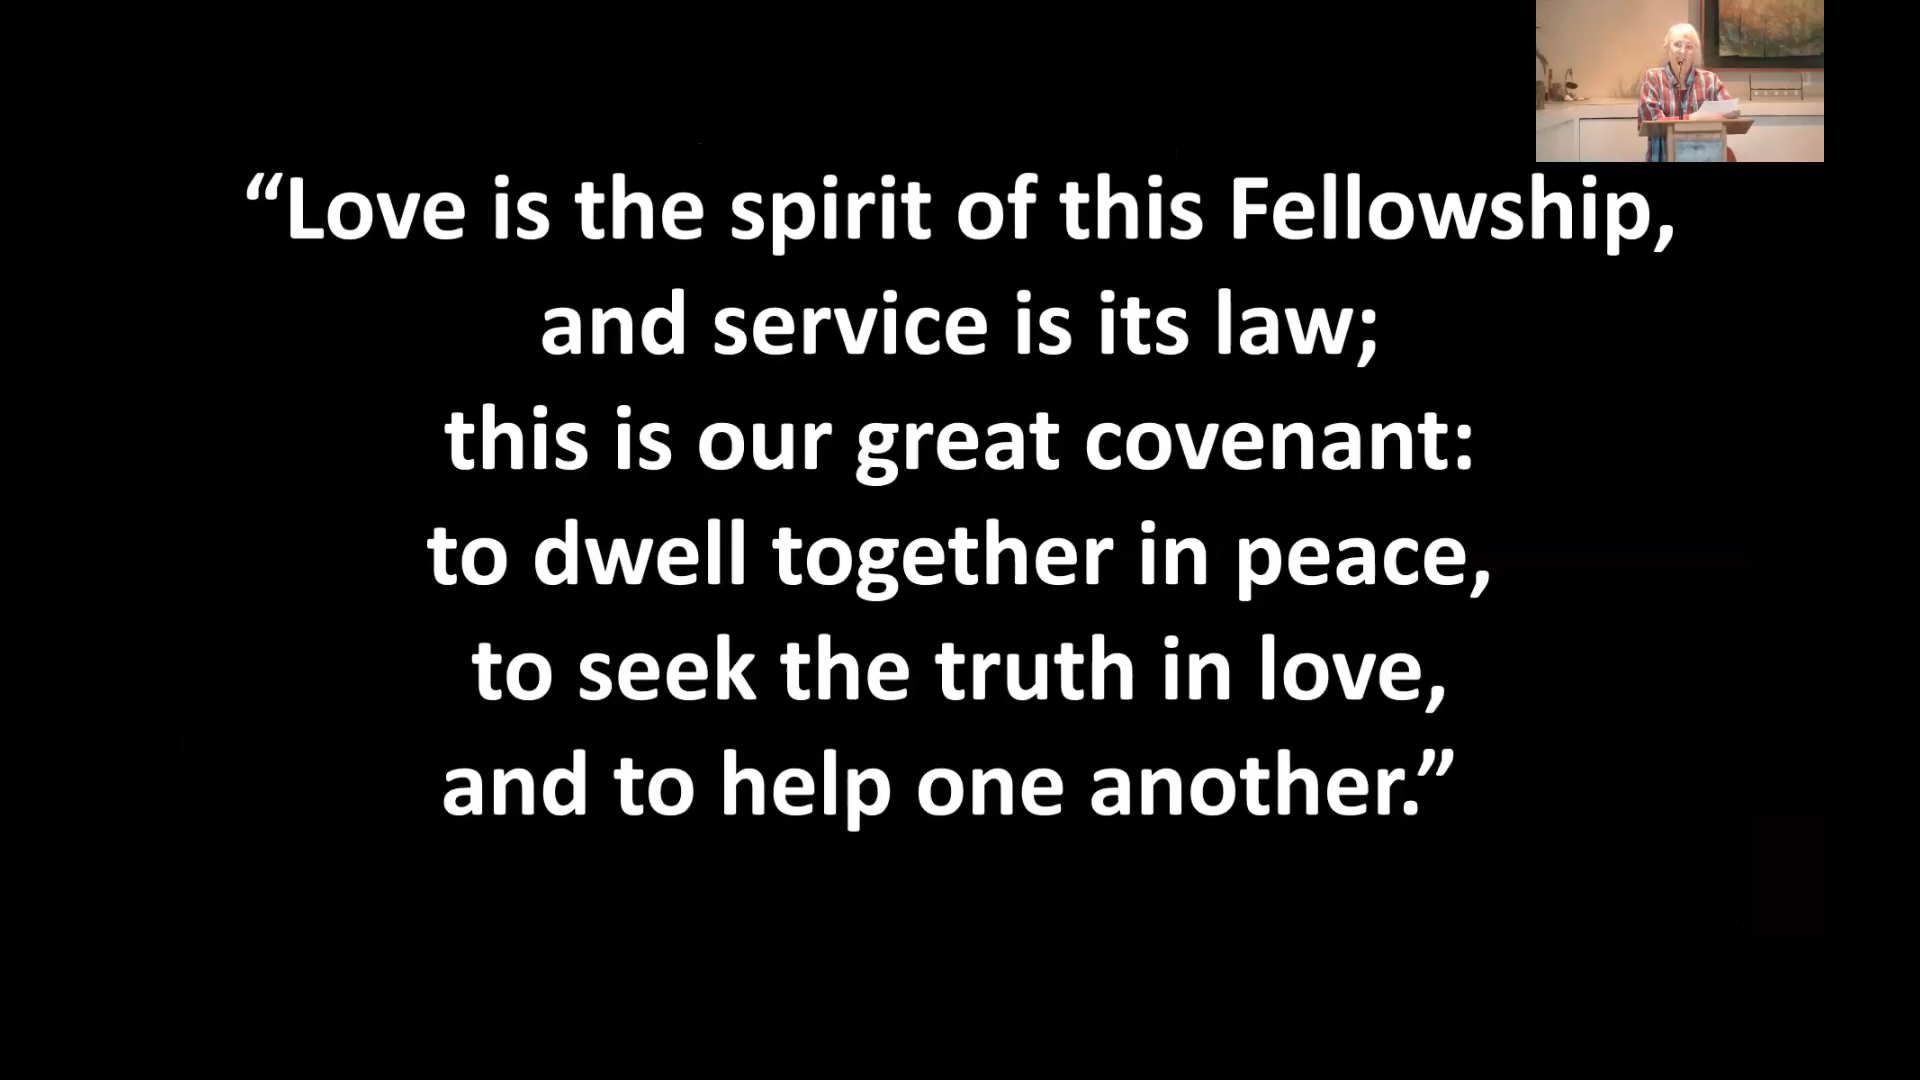 “Love is the spirit of this Fellowship,
and service is its law;
this is our great covenant:
to dwell together in peace,
to seek the truth in love,
and to help one another.”